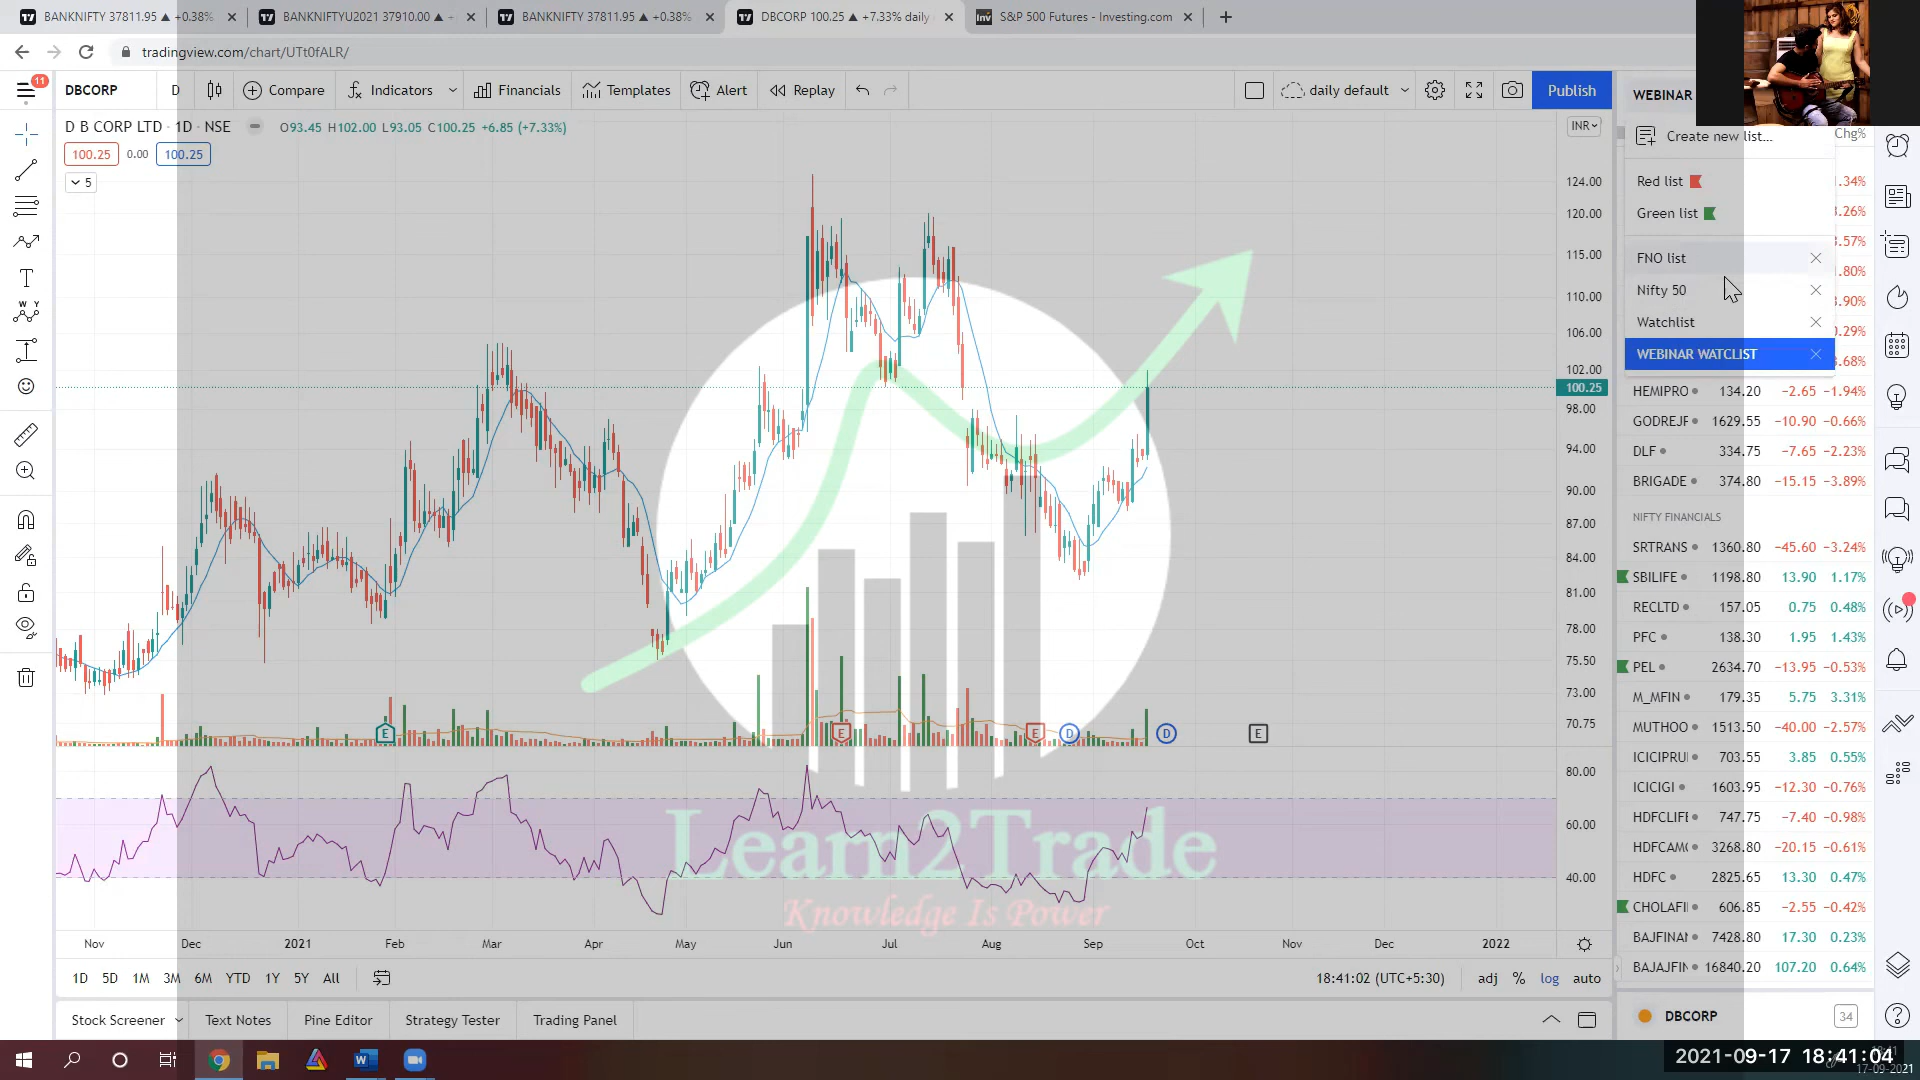 BANKNIFTY 37811.95 ▲ +0.38%
BANKNIFTYU2021 37910.00 ▲ +
BANKNIFTY 37811.95 ▲ +0.38%
DBCORP 100.25 ▲ +7.33% daily
S&P 500 Futures - Investing.com
tradingview.com/chart/UTt0fALR/
11
DBCORP
D
Compare
Indicators
Financials
Templates
Alert
Replay
daily default
Publish
WEBINAR
D B CORP LTD · 1D · NSE
O93.45 H102.00 L93.05 C100.25 +6.85 (+7.33%)
INR
100.25 0.00 100.25
5
Create new list...
Chg%
Red list
Green list
FNO list
Nifty 50
Watchlist
WEBINAR WATCLIST
124.00
120.00
115.00
110.00
106.00
102.00
100.25
98.00
94.00
90.00
87.00
84.00
81.00
78.00
75.50
73.00
70.75
80.00
60.00
40.00
HEMIPRO 134.20 −2.65 −1.94%
GODREJF 1629.55 −10.90 −0.66%
DLF 334.75 −7.65 −2.23%
BRIGADE 374.80 −15.15 −3.89%
NIFTY FINANCIALS
SRTRANS 1360.80 −45.60 −3.24%
SBILIFE 1198.80 13.90 1.17%
RECLTD 157.05 0.75 0.48%
PFC 138.30 1.95 1.43%
PEL 2634.70 −13.95 −0.53%
M_MFIN 179.35 5.75 3.31%
MUTHOO 1513.50 −40.00 −2.57%
ICICIPRU 703.55 3.85 0.55%
ICICIGI 1603.95 −12.30 −0.76%
HDFCLIFE 747.75 −7.40 −0.98%
HDFCAMC 3268.80 −20.15 −0.61%
HDFC 2825.65 13.30 0.47%
CHOLAFI 606.85 −2.55 −0.42%
BAJFINAN 7428.80 17.30 0.23%
BAJAJFIN 16840.20 107.20 0.64%
E E E D D E
Learn2Trade
Knowledge Is Power
Nov Dec 2021 Feb Mar Apr May Jun Jul Aug Sep Oct Nov Dec 2022
1D 5D 1M 3M 6M YTD 1Y 5Y All
18:41:02 (UTC+5:30)
adj % log auto
Stock Screener
Text Notes
Pine Editor
Strategy Tester
Trading Panel
DBCORP
34
2021-09-17 18:41:04
17-09-2021